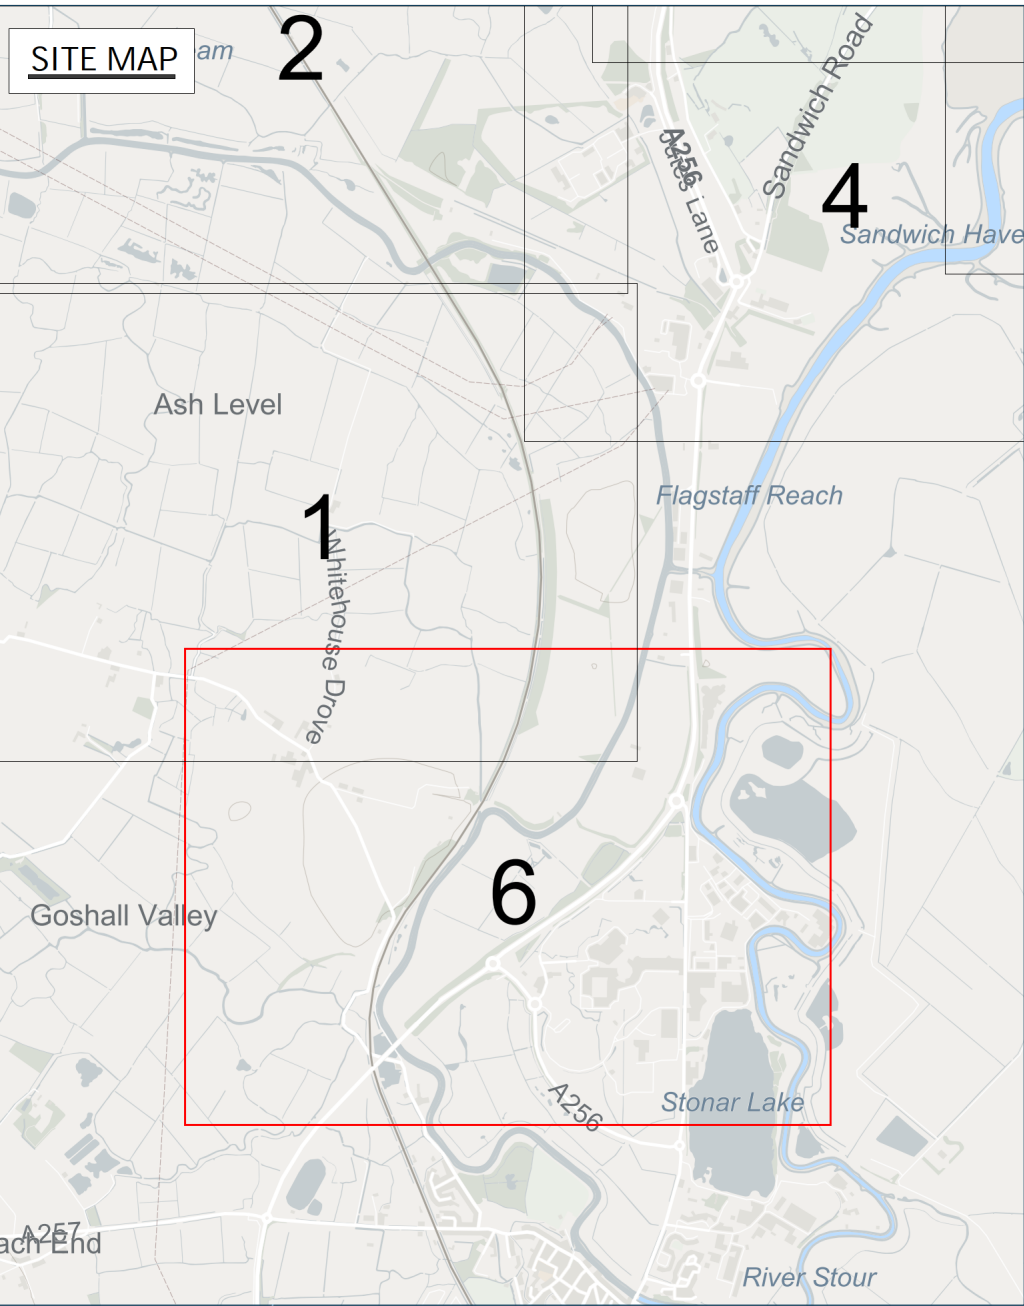 SITE MAP
2
A256
Sandwich Road
4
Sandwich Have
Lane
Ash Level
1
Whitehouse Drove
Flagstaff Reach
6
Goshall Valley
A256
Stonar Lake
A257
ach End
River Stour